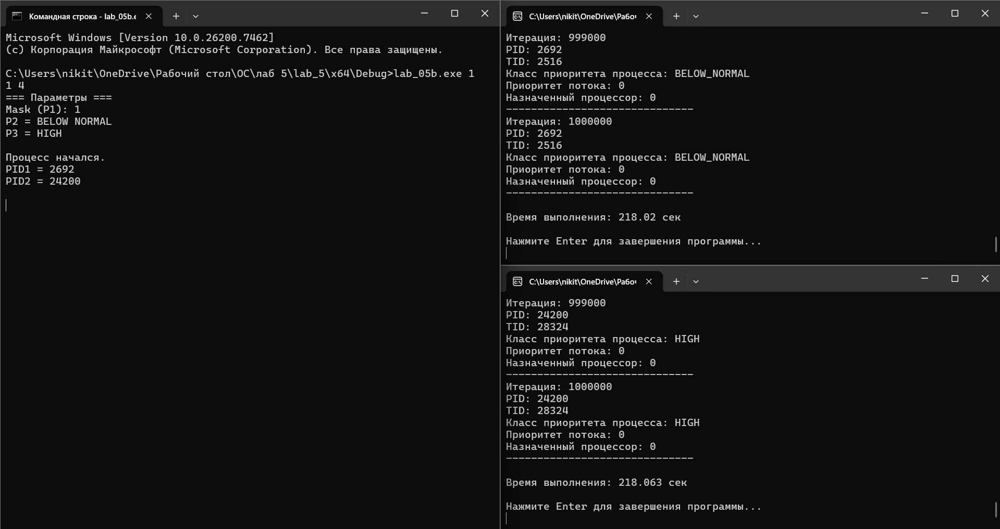 Командная строка - lab_05b.e
Microsoft Windows [Version 10.0.26200.7462]
(c) Корпорация Майкрософт (Microsoft Corporation). Все права защищены.
C:\Users\nikit\OneDrive\Рабочий стол\ОС\лаб 5\lab_5\x64\Debug>lab_05b.exe 1
1 4
=== Параметры ===
Mask (P1): 1
P2 = BELOW NORMAL
P3 = HIGH
Процесс начался.
PID1 = 2692
PID2 = 24200
C:\Users\nikit\OneDrive\Рабоч
Итерация: 999000
PID: 2692
TID: 2516
Класс приоритета процесса: BELOW_NORMAL
Приоритет потока: 0
Назначенный процессор: 0
------------------------------
Итерация: 1000000
PID: 2692
TID: 2516
Класс приоритета процесса: BELOW_NORMAL
Приоритет потока: 0
Назначенный процессор: 0
------------------------------
Время выполнения: 218.02 сек
Нажмите Enter для завершения программы...
C:\Users\nikit\OneDrive\Рабоч
Итерация: 999000
PID: 24200
TID: 28324
Класс приоритета процесса: HIGH
Приоритет потока: 0
Назначенный процессор: 0
------------------------------
Итерация: 1000000
PID: 24200
TID: 28324
Класс приоритета процесса: HIGH
Приоритет потока: 0
Назначенный процессор: 0
------------------------------
Время выполнения: 218.063 сек
Нажмите Enter для завершения программы...